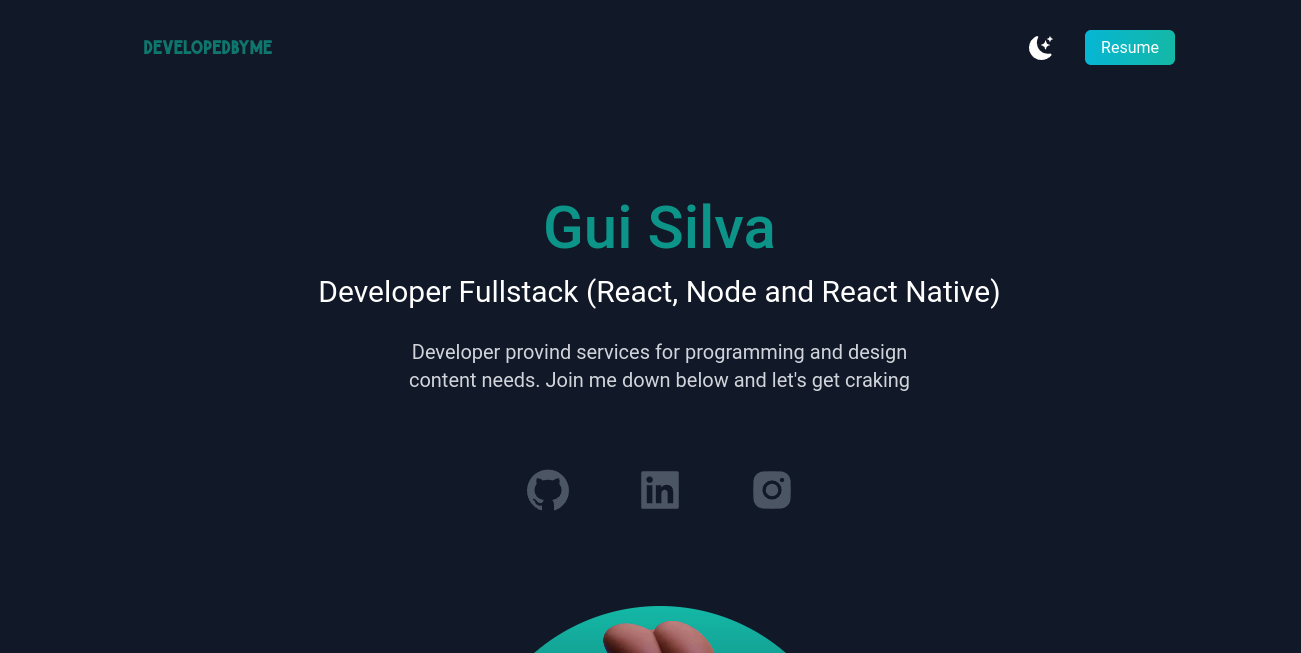 DEVELOPEDBYME
Resume
Gui Silva
Developer Fullstack (React, Node and React Native)
Developer provind services for programming and design
content needs. Join me down below and let's get craking
in